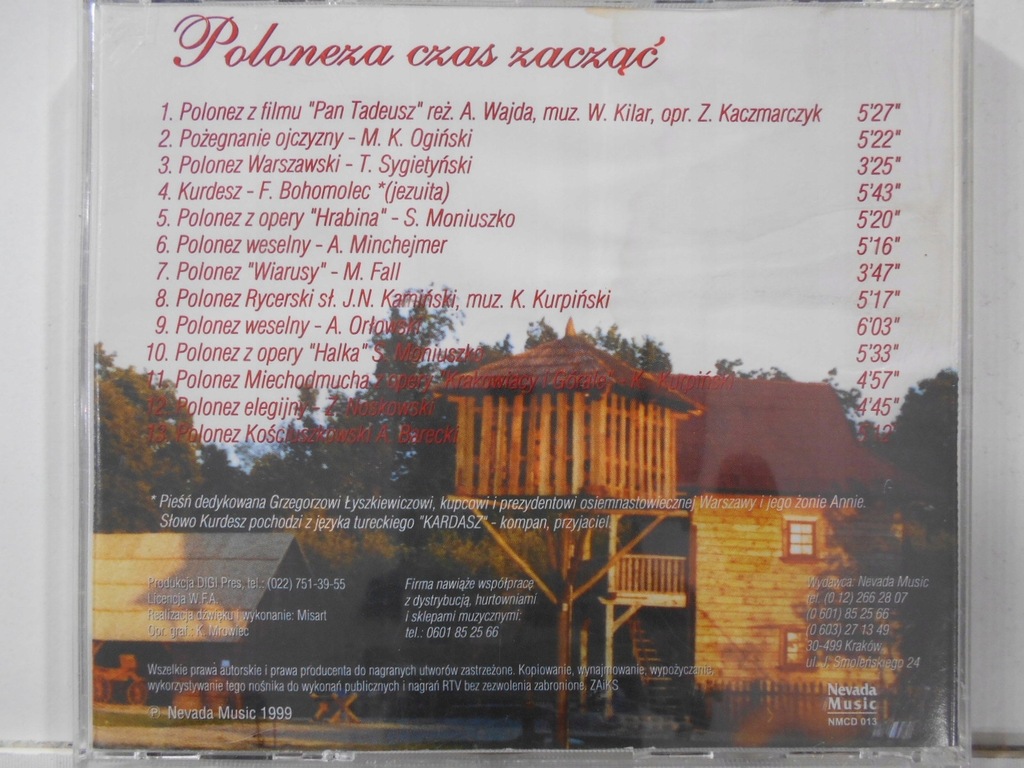 Poloneza czas zacząć
1. Polonez z filmu "Pan Tadeusz" reż. A. Wajda, muz. W. Kilar, opr. Z. Kaczmarczyk 5'27"
2. Pożegnanie ojczyzny - M. K. Ogiński 5'22"
3. Polonez Warszawski - T. Sygietyński 3'25"
4. Kurdesz - F. Bohomolec *(jezuita) 5'43"
5. Polonez z opery "Hrabina" - S. Moniuszko 5'20"
6. Polonez weselny - A. Minchejmer 5'16"
7. Polonez "Wiarusy" - M. Fall 3'47"
8. Polonez Rycerski sł. J.N. Kamiński, muz. K. Kurpiński 5'17"
9. Polonez weselny - A. Orłowski 6'03"
10. Polonez z opery "Halka" S. Moniuszko 5'33"
11. Polonez Miechodmucha z opery "Krakowiacy i Górale" - K. Kurpiński 4'57"
12. Polonez elegijny - Z. Noskowski 4'45"
13. Polonez Kościuszkowski A. Barecki
* Pieśń dedykowana Grzegorzowi Łyszkiewiczowi, kupcowi i prezydentowi osiemnastowiecznej Warszawy i jego żonie Annie.
Słowo Kurdesz pochodzi z języka tureckiego "KARDASZ" - kompan, przyjaciel.
Produkcja DIGI Pres, tel.: (022) 751-39-55
Licencja W.F.A.
Realizacja dźwięku i wykonanie: Misart
Opr. graf.: K. Mrowiec
Firma nawiąże współpracę
z dystrybucją, hurtowniami
i sklepami muzycznymi:
tel.: 0601 85 25 66
Wydawca: Nevada Music
tel. (0 12) 266 28 07
(0 601) 85 25 66
(0 603) 27 13 49
30-499 Kraków
ul. J. Smoleńskiego 24
Wszelkie prawa autorskie i prawa producenta do nagranych utworów zastrzeżone. Kopiowanie, wynajmowanie, wypożyczanie,
wykorzystywanie tego nośnika do wykonań publicznych i nagrań RTV bez zezwolenia zabronione. ZAiKS
℗ Nevada Music 1999
Nevada
Music
NMCD 013